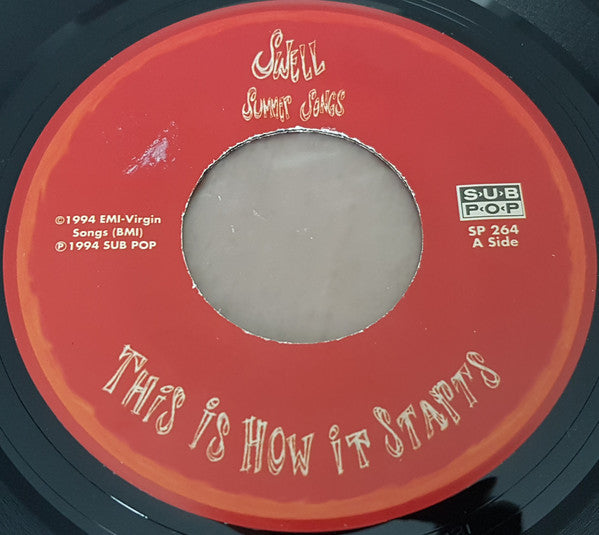 Swell
Summer Songs
©1994 EMI-Virgin
Songs (BMI)
℗1994 SUB POP
SUB
POP
SP 264
A Side
This is How it Starts